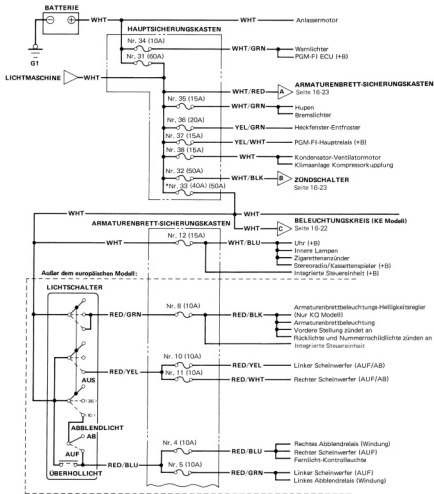 BATTERIE
WHT
WHT
Anlassermotor
HAUPTSICHERUNGSKASTEN
G1
Nr. 34 (10A)
WHT/GRN
Warnlichter
PGM-FI ECU (+B)
Nr. 31 (60A)
LICHTMASCHINE
WHT
WHT/RED
A
ARMATURENBRETT-SICHERUNGSKASTEN
Seite 16-23
Nr. 35 (15A)
WHT/GRN
Hupen
Bremslichter
Nr. 36 (20A)
YEL/GRN
Heckfenster-Entfroster
Nr. 37 (15A)
YEL/WHT
PGM-FI-Hauptrelais (+B)
Nr. 38 (15A)
WHT
Kondensator-Ventilatormotor
Klimaanlage Kompressorkupplung
Nr. 32 (50A)
WHT/BLK
B
ZÜNDSCHALTER
Seite 16-23
*Nr. 33 (40A) (50A)
WHT
WHT
WHT
C
BELEUCHTUNGSKREIS (KE Modell)
Seite 16-22
ARMATURENBRETT-SICHERUNGSKASTEN
Nr. 12 (15A)
WHT
WHT/BLU
Uhr (+B)
Innere Lampen
Zigarettenanzünder
Stereoradio/Kassettenspieler (+B)
Integrierte Steuereinheit (+B)
Außer dem europäischen Modell:
LICHTSCHALTER
Nr. 8 (10A)
RED/GRN
RED/BLK
Armaturenbrettbeleuchtungs-Helligkeitsregler
(Nur KQ Modell)
Armaturenbrettbeleuchtung
Vordere Stellung zündet an
Rücklichte und Nummernschildlichte zünden an
Integrierte Steuereinheit
Nr. 10 (10A)
RED/YEL
RED/YEL
Linker Scheinwerfer (AUF/AB)
Nr. 11 (10A)
RED/WHT
Rechter Scheinwerfer (AUF/AB)
AUS
ABBLENDLICHT
AB
AUF
ÜBERHOLLICHT
Nr. 4 (10A)
RED/BLU
RED/BLU
Rechtes Abblendrelais (Windung)
Rechter Scheinwerfer (AUF)
Fernlicht-Kontrolleuchte
Nr. 5 (10A)
RED/GRN
Linker Scheinwerfer (AUF)
Linkes Abblendrelais (Windung)